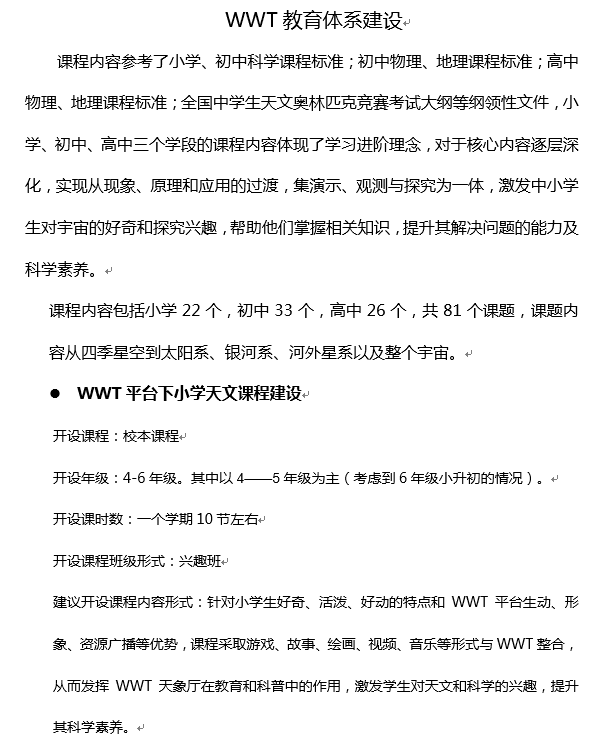 WWT 教育体系建设
课程内容参考了小学、初中科学课程标准；初中物理、地理课程标准；高中
物理、地理课程标准；全国中学生天文奥林匹克竞赛考试大纲等纲领性文件，小
学、初中、高中三个学段的课程内容体现了学习进阶理念，对于核心内容逐层深
化，实现从现象、原理和应用的过渡，集演示、观测与探究为一体，激发中小学
生对宇宙的好奇和探究兴趣，帮助他们掌握相关知识，提升其解决问题的能力及
科学素养。
课程内容包括小学 22 个，初中 33 个，高中 26 个，共 81 个课题，课题内
容从四季星空到太阳系、银河系、河外星系以及整个宇宙。
● WWT 平台下小学天文课程建设
开设课程：校本课程
开设年级：4-6 年级。其中以 4——5 年级为主（考虑到 6 年级小升初的情况）。
开设课时数：一个学期 10 节左右
开设课程班级形式：兴趣班
建议开设课程内容形式：针对小学生好奇、活泼、好动的特点和 WWT 平台生动、形
象、资源广播等优势，课程采取游戏、故事、绘画、视频、音乐等形式与 WWT 整合，
从而发挥 WWT 天象厅在教育和科普中的作用，激发学生对天文和科学的兴趣，提升
其科学素养。